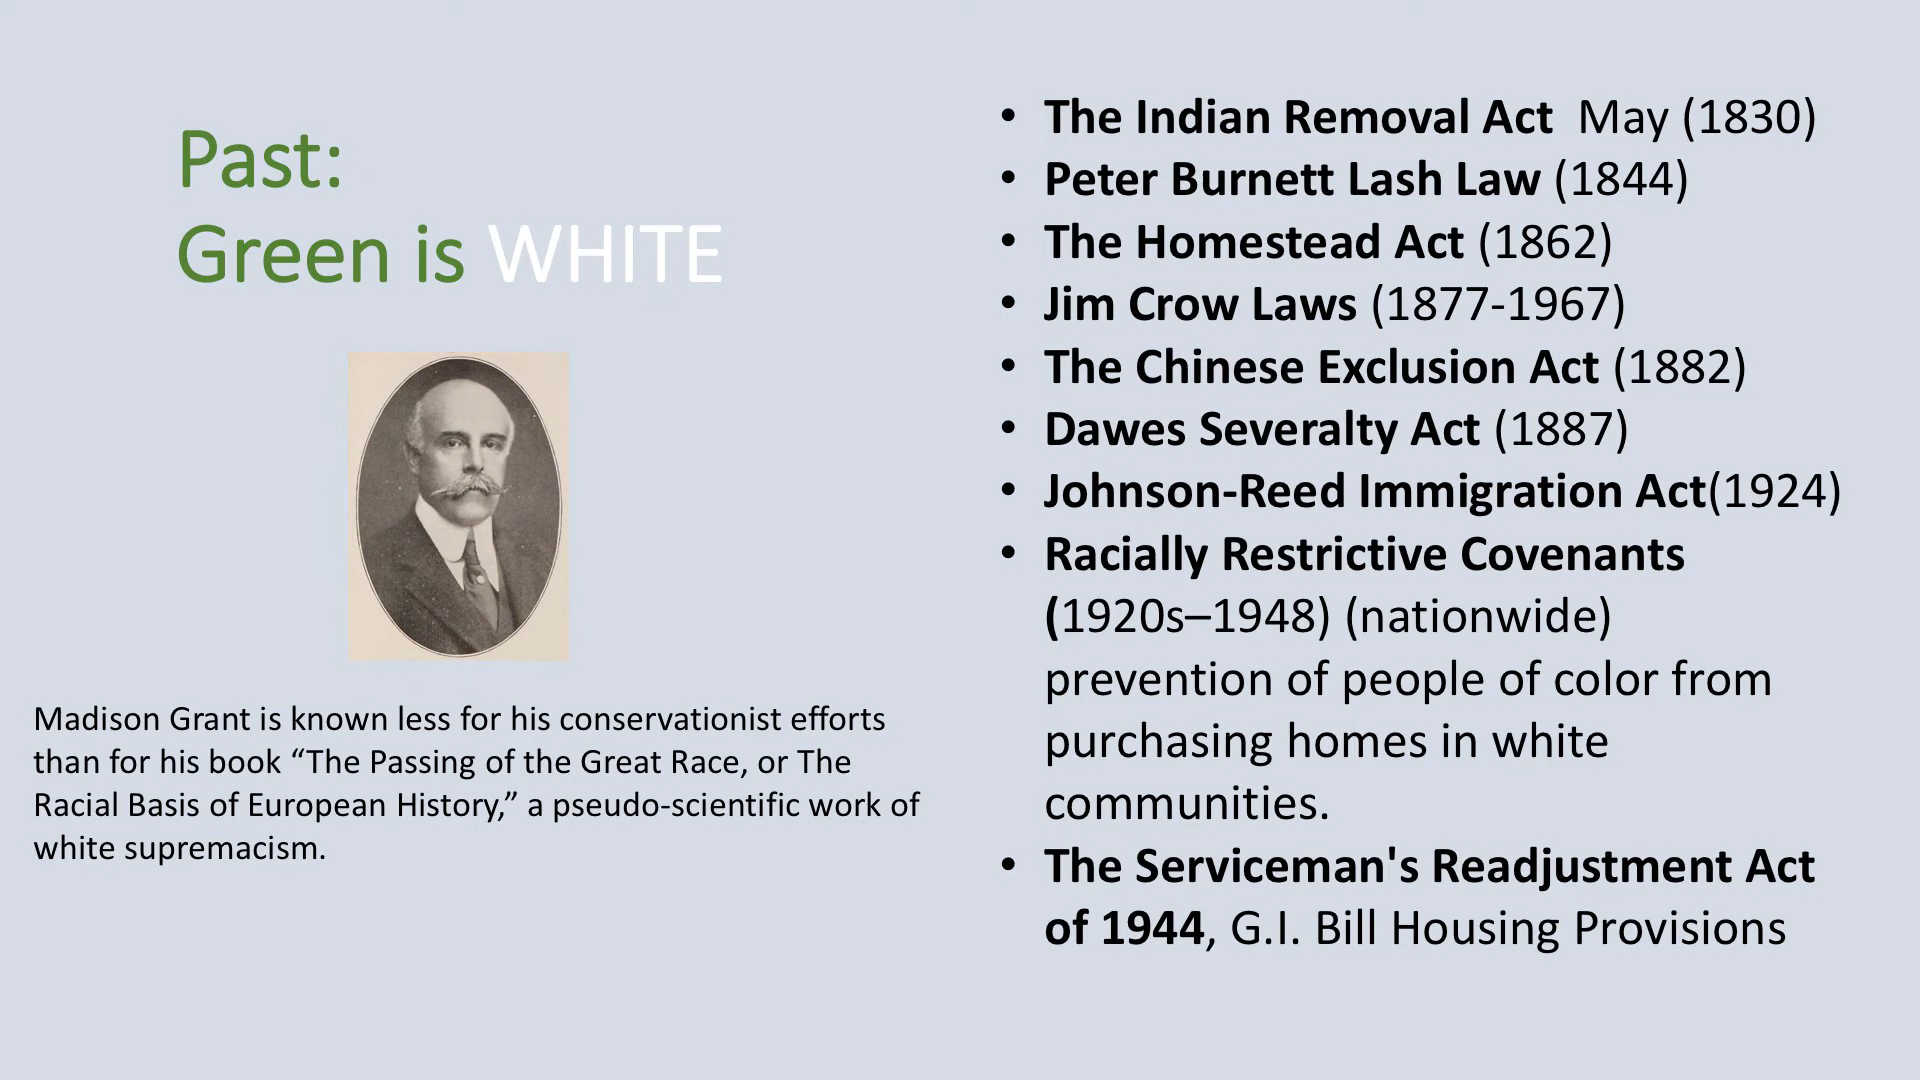 Past:
Green is WHITE
Madison Grant is known less for his conservationist efforts
than for his book “The Passing of the Great Race, or The
Racial Basis of European History,” a pseudo-scientific work of
white supremacism.
• The Indian Removal Act  May (1830)
• Peter Burnett Lash Law (1844)
• The Homestead Act (1862)
• Jim Crow Laws (1877-1967)
• The Chinese Exclusion Act (1882)
• Dawes Severalty Act (1887)
• Johnson-Reed Immigration Act(1924)
• Racially Restrictive Covenants
(1920s–1948) (nationwide)
prevention of people of color from
purchasing homes in white
communities.
• The Serviceman's Readjustment Act
of 1944, G.I. Bill Housing Provisions